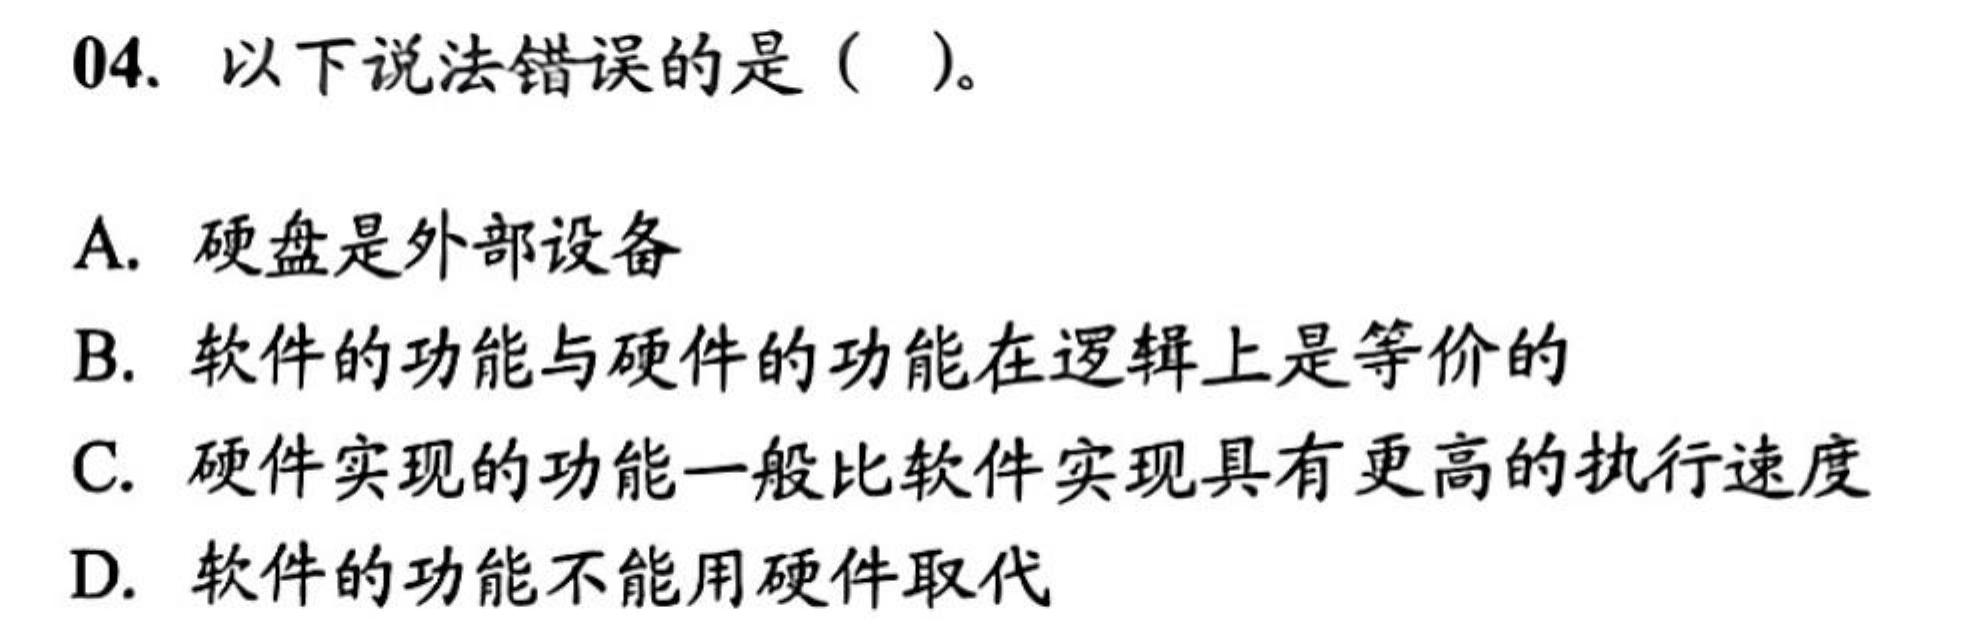 04. 以下说法错误的是（ ）。
A. 硬盘是外部设备
B. 软件的功能与硬件的功能在逻辑上是等价的
C. 硬件实现的功能一般比软件实现具有更高的执行速度
D. 软件的功能不能用硬件取代